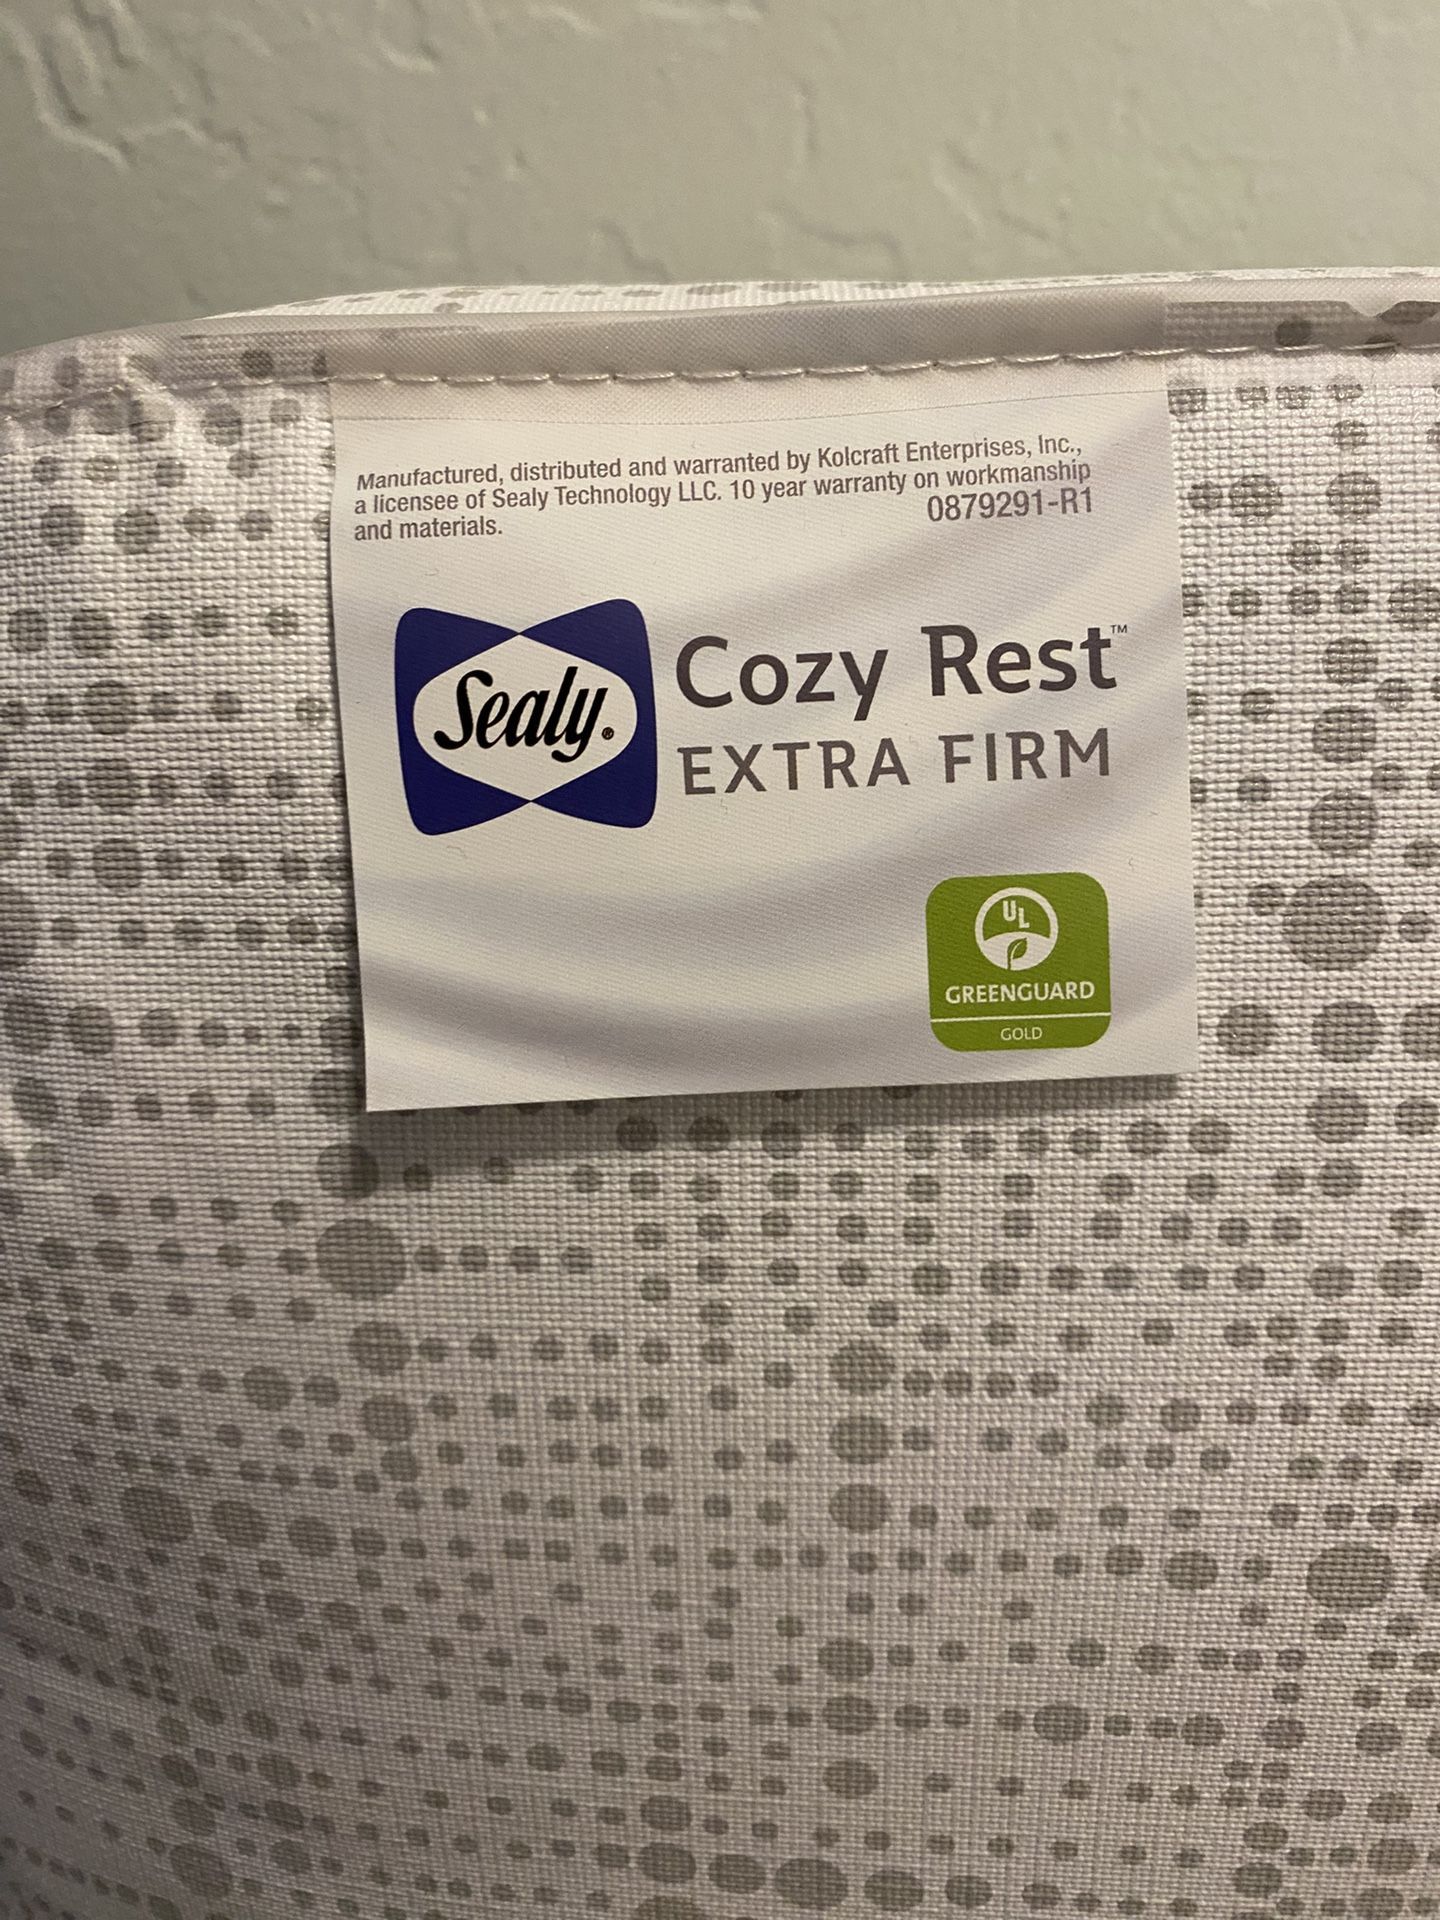 Manufactured, distributed and warranted by Kolcraft Enterprises, Inc.,
a licensee of Sealy Technology LLC. 10 year warranty on workmanship
and materials.
0879291-R1
Sealy®
Cozy Rest™
EXTRA FIRM
UL
GREENGUARD
GOLD